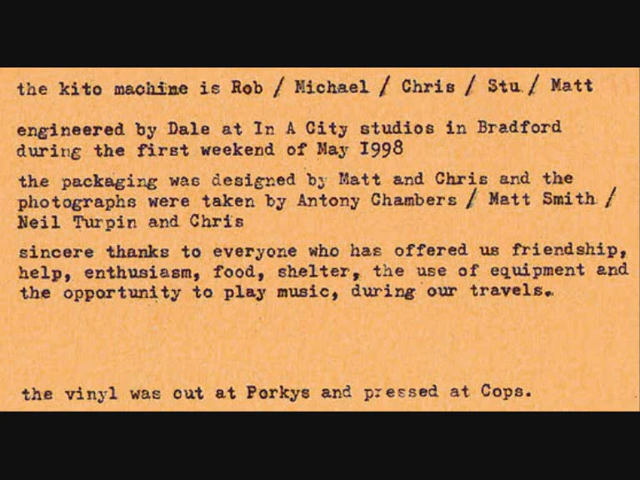 the kito machine is Rob / Michael / Chris / Stu / Matt
engineered by Dale at In A City studios in Bradford
during the first weekend of May I998
the packaging was designed by Matt and Chris and the
photographs were taken by Antony Chambers / Matt Smith /
Neil Turpin and Chris
sincere thanks to everyone who has offered us friendship,
help, enthusiasm, food, shelter, the use of equipment and
the opportunity to play music, during our travels.
the vinyl was cut at Porkys and pressed at Cops.